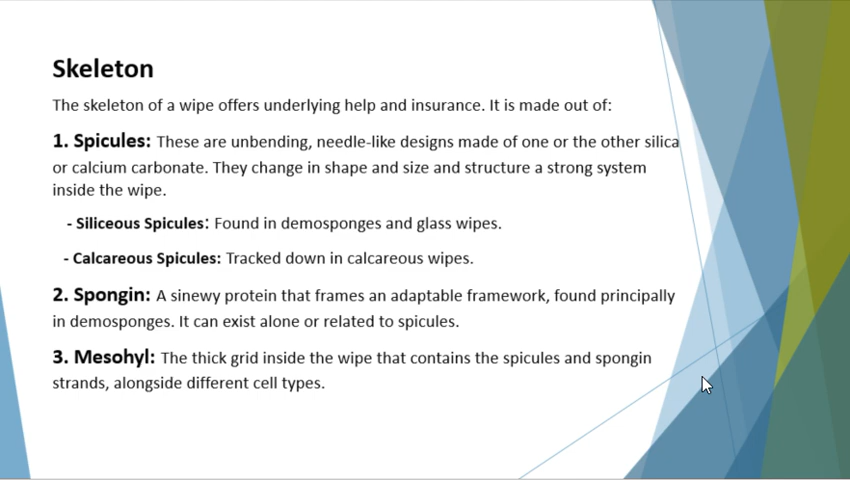 Skeleton
The skeleton of a wipe offers underlying help and insurance. It is made out of:
1. Spicules: These are unbending, needle-like designs made of one or the other silica
or calcium carbonate. They change in shape and size and structure a strong system
inside the wipe.
- Siliceous Spicules: Found in demosponges and glass wipes.
- Calcareous Spicules: Tracked down in calcareous wipes.
2. Spongin: A sinewy protein that frames an adaptable framework, found principally
in demosponges. It can exist alone or related to spicules.
3. Mesohyl: The thick grid inside the wipe that contains the spicules and spongin
strands, alongside different cell types.